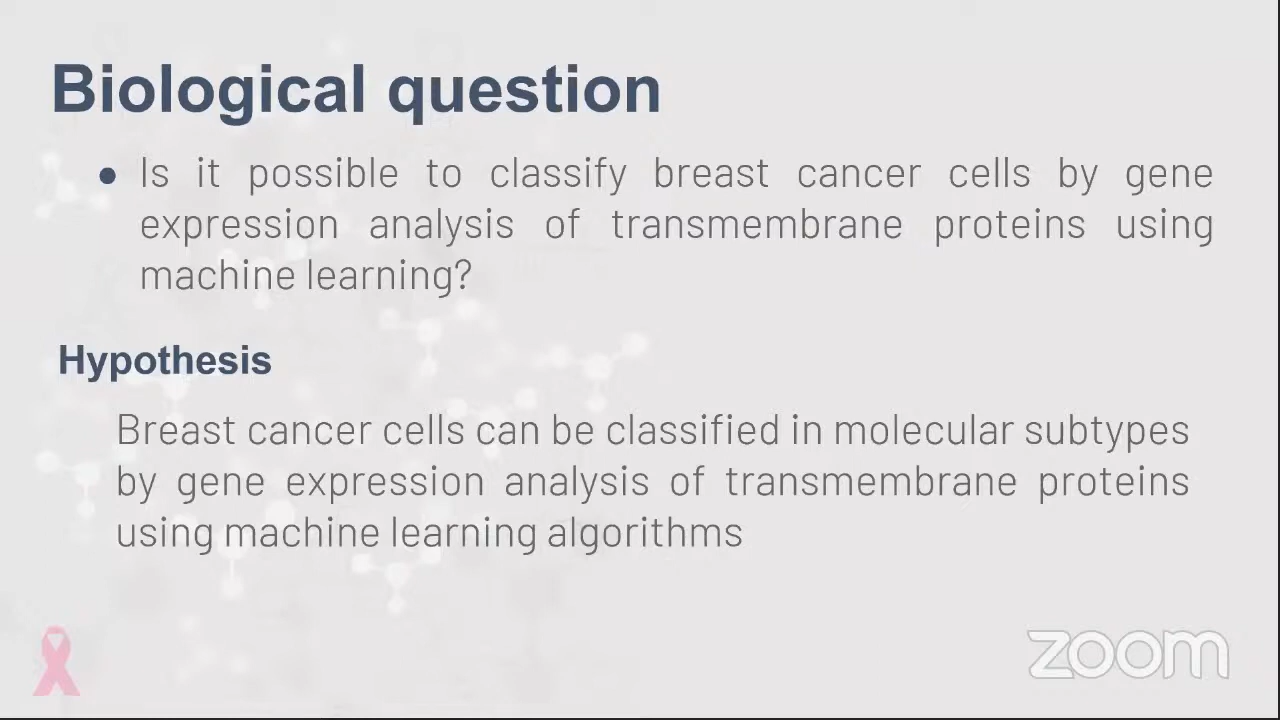 Biological question
• Is it possible to classify breast cancer cells by gene
expression analysis of transmembrane proteins using
machine learning?
Hypothesis
Breast cancer cells can be classified in molecular subtypes
by gene expression analysis of transmembrane proteins
using machine learning algorithms
zoom